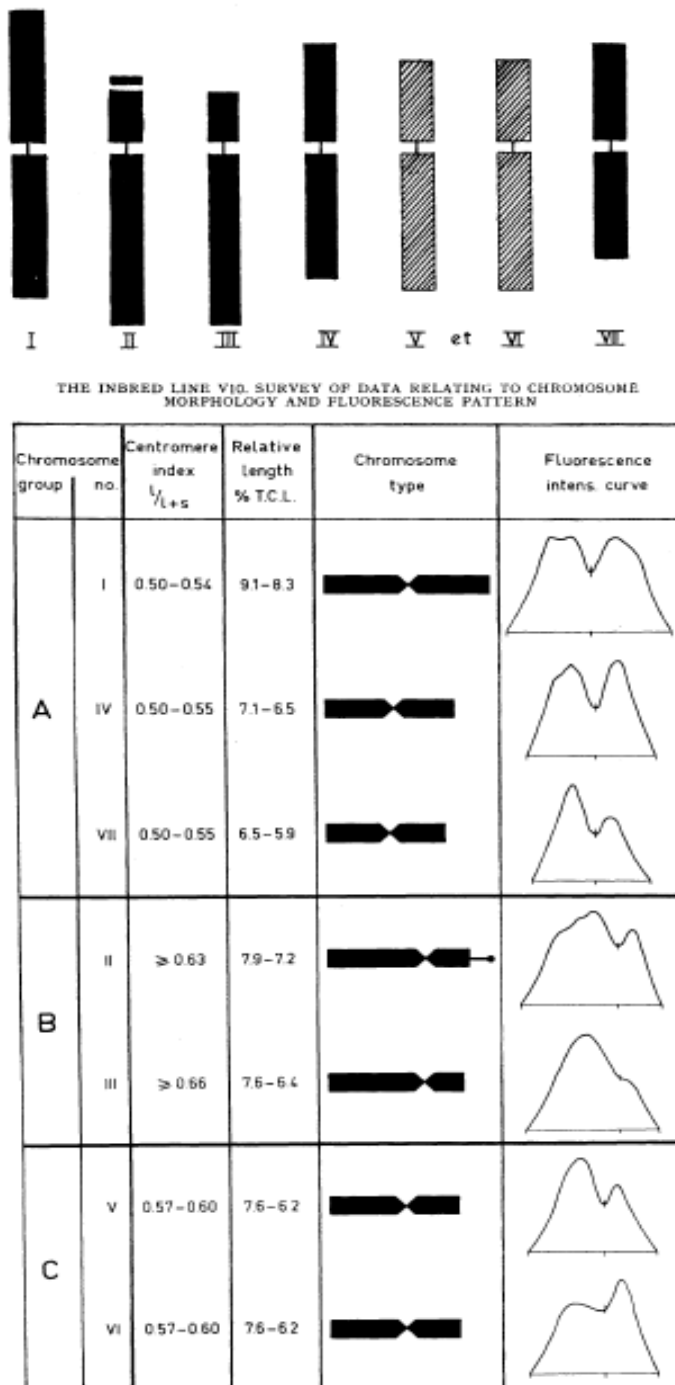 I II III IV V et VI VII
THE INBRED LINE V10. SURVEY OF DATA RELATING TO CHROMOSOME
MORPHOLOGY AND FLUORESCENCE PATTERN
Chromosome Centromere Relative Chromosome Fluorescence
group no. index length type intens. curve
l/l+s % T.C.L.
I 0.50–0.54 9.1–8.3
A IV 0.50–0.55 7.1–6.5
VII 0.50–0.55 6.5–5.9
II ⩾ 0.63 7.9–7.2
B
III ⩾ 0.66 7.6–6.4
V 0.57–0.60 7.6–6.2
C
VI 0.57–0.60 7.6–6.2